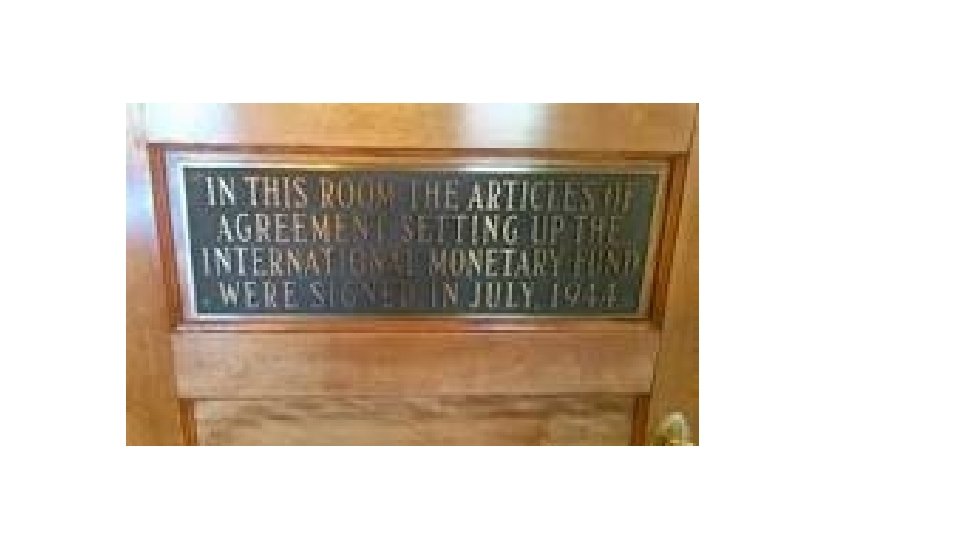 IN THIS ROOM THE ARTICLES OF
AGREEMENT SETTING UP THE
INTERNATIONAL MONETARY FUND
WERE SIGNED IN JULY 1944